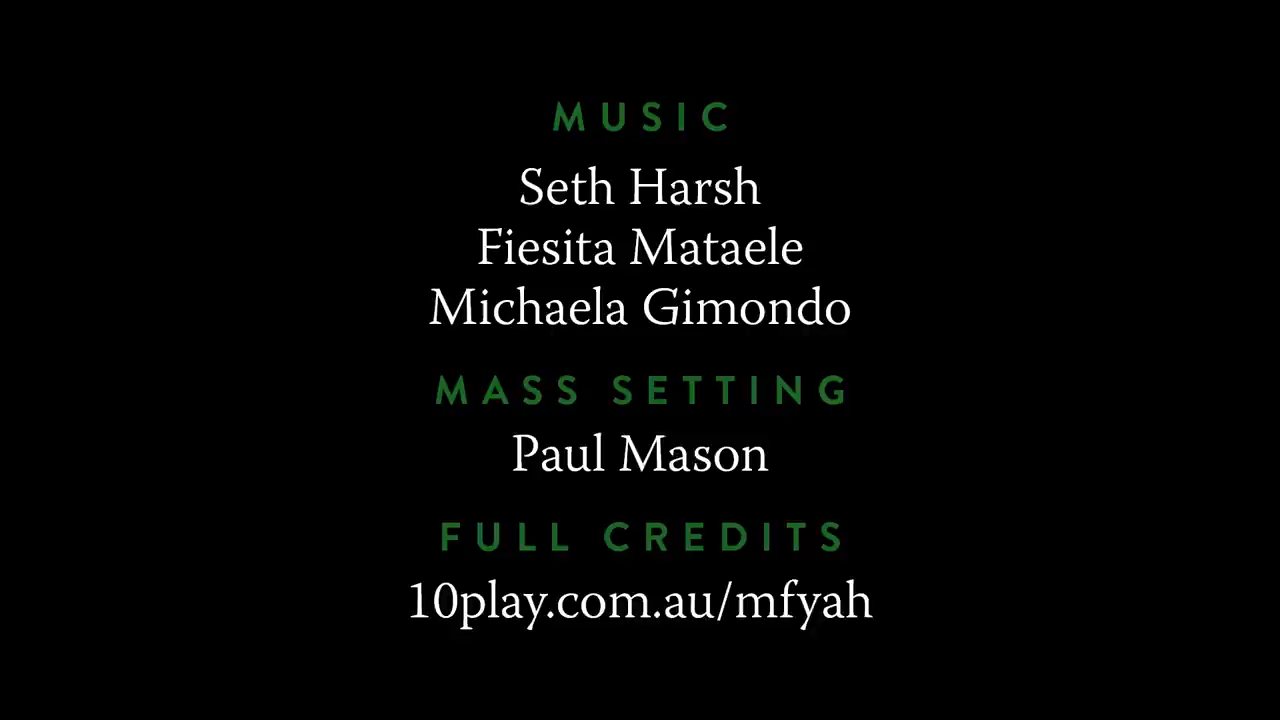 MUSIC
Seth Harsh
Fiesita Mataele
Michaela Gimondo
MASS SETTING
Paul Mason
FULL CREDITS
10play.com.au/mfyah